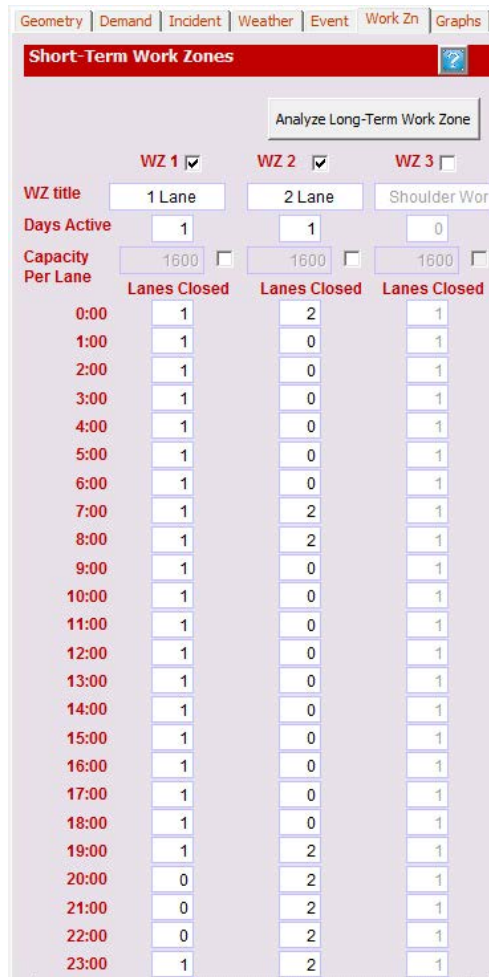 Geometry Demand Incident Weather Event Work Zn Graphs
Short-Term Work Zones ?
Analyze Long-Term Work Zone
WZ 1 WZ 2 WZ 3
WZ title 1 Lane 2 Lane Shoulder Wor
Days Active 1 1 0
Capacity Per Lane 1600 1600 1600
Lanes Closed Lanes Closed Lanes Closed
0:00 1 2 1
1:00 1 0 1
2:00 1 0 1
3:00 1 0 1
4:00 1 0 1
5:00 1 0 1
6:00 1 0 1
7:00 1 2 1
8:00 1 2 1
9:00 1 0 1
10:00 1 0 1
11:00 1 0 1
12:00 1 0 1
13:00 1 0 1
14:00 1 0 1
15:00 1 0 1
16:00 1 0 1
17:00 1 0 1
18:00 1 0 1
19:00 1 2 1
20:00 0 2 1
21:00 0 2 1
22:00 0 2 1
23:00 1 2 1